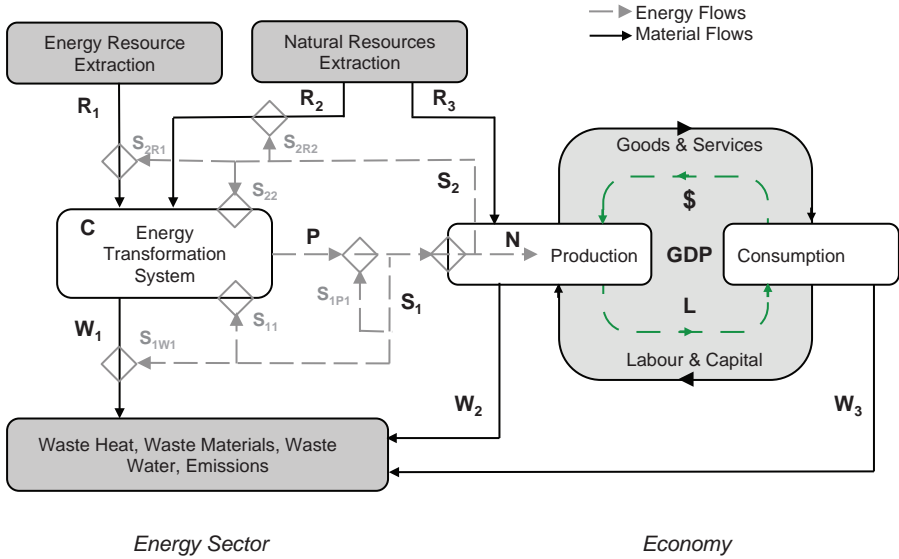 Energy Flows
Material Flows
Energy Resource
Extraction
Natural Resources
Extraction
R1
R2
R3
S2R1
S2R2
S22
S2
Goods & Services
$
C
Energy
Transformation
System
P
N
Production
GDP
Consumption
S1P1
S1
S11
L
W1
S1W1
Labour & Capital
W2
W3
Waste Heat, Waste Materials, Waste
Water, Emissions
Energy Sector
Economy